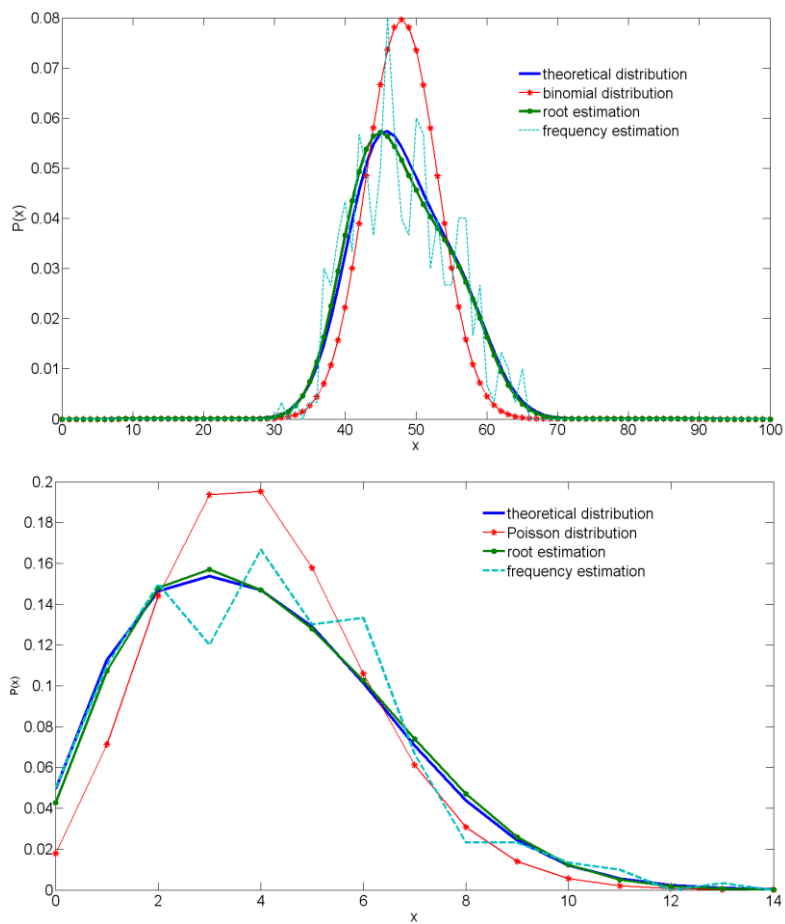 0.08
0.07
0.06
0.05
0.04
0.03
0.02
0.01
0
P(x)
theoretical distribution
binomial distribution
root estimation
frequency estimation
0 10 20 30 40 50 60 70 80 90 100
x
0.2
0.18
0.16
0.14
0.12
0.1
0.08
0.06
0.04
0.02
0
P(x)
theoretical distribution
Poisson distribution
root estimation
frequency estimation
0 2 4 6 8 10 12 14
x